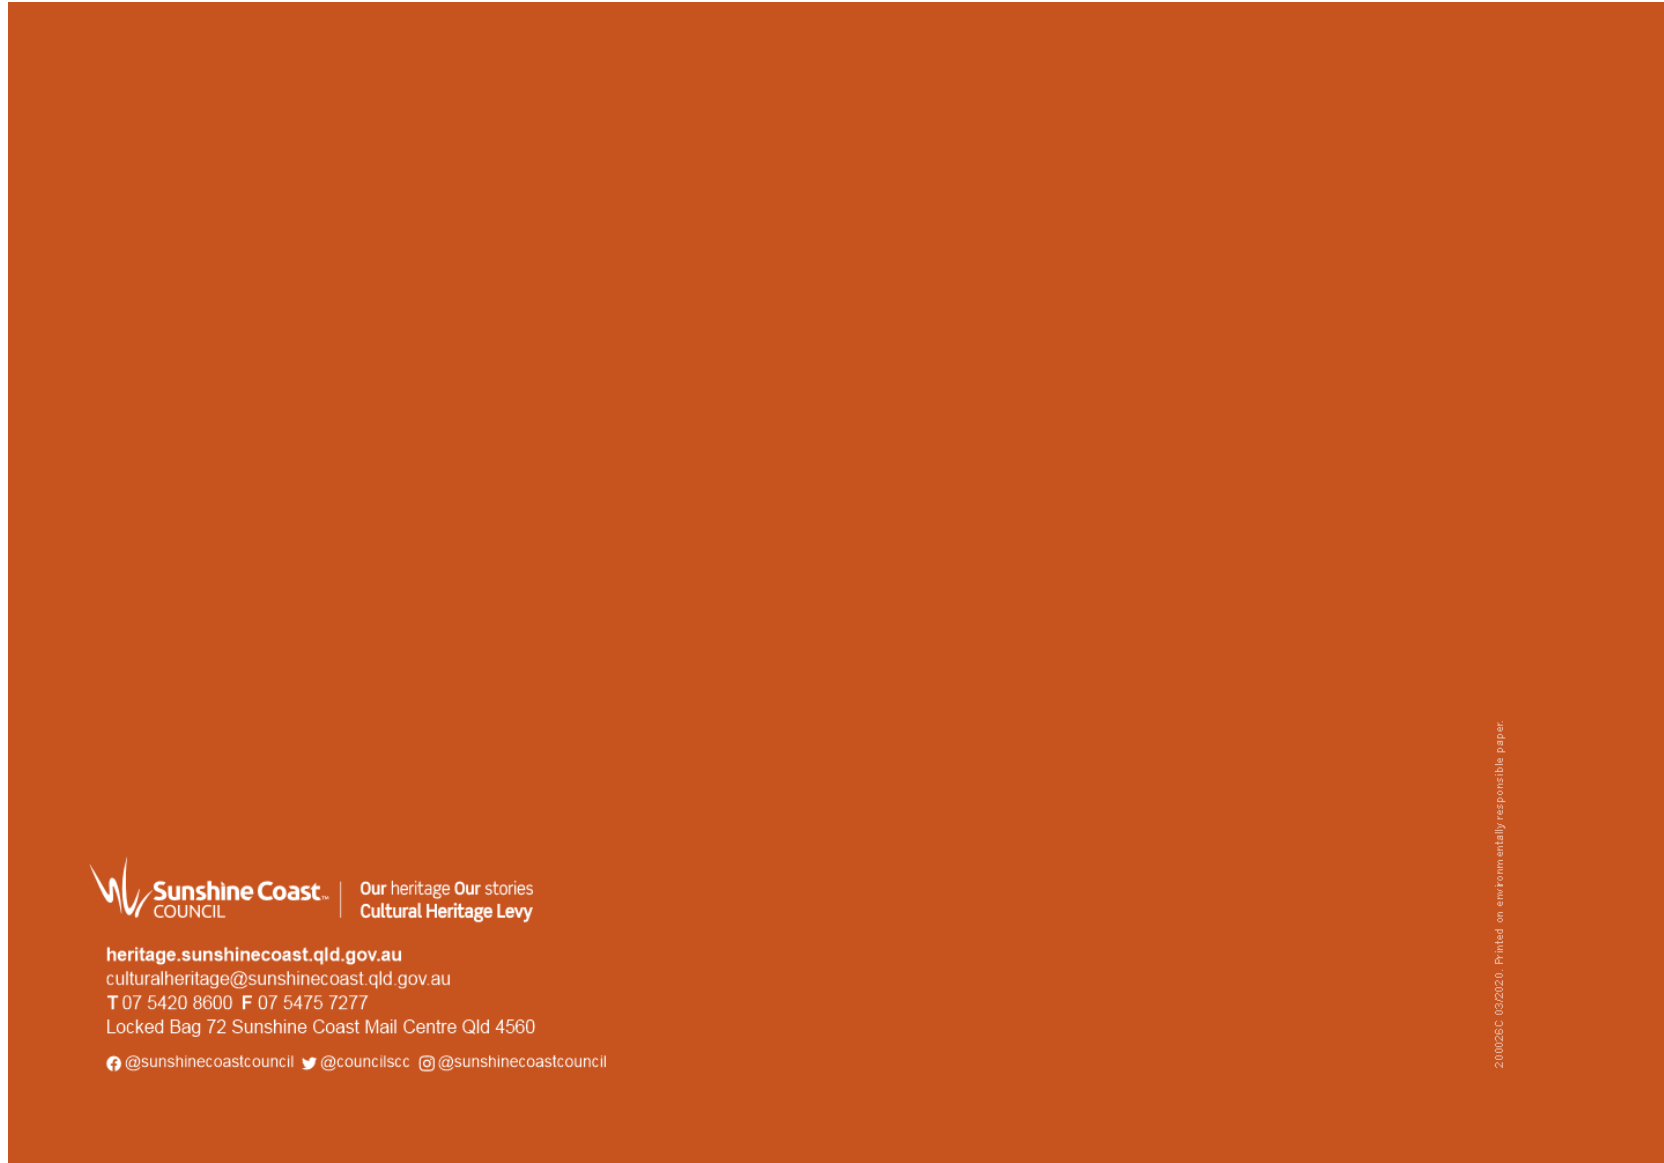 Sunshine Coast™
COUNCIL
Our heritage Our stories
Cultural Heritage Levy
heritage.sunshinecoast.qld.gov.au
culturalheritage@sunshinecoast.qld.gov.au
T 07 5420 8600 F 07 5475 7277
Locked Bag 72 Sunshine Coast Mail Centre Qld 4560
@sunshinecoastcouncil @councilscc @sunshinecoastcouncil
200026C 03/2020. Printed on environmentally responsible paper.